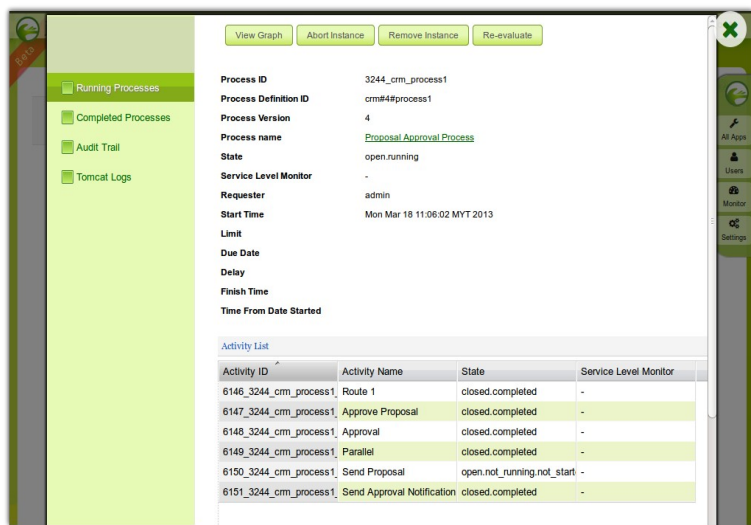 View Graph Abort Instance Remove Instance Re-evaluate
Beta
Running Processes
Completed Processes
Audit Trail
Tomcat Logs
Process ID 3244_crm_process1
Process Definition ID crm#4#process1
Process Version 4
Process name Proposal Approval Process
State open.running
Service Level Monitor -
Requester admin
Start Time Mon Mar 18 11:06:02 MYT 2013
Limit
Due Date
Delay
Finish Time
Time From Date Started
Activity List
Activity ID Activity Name State Service Level Monitor
6146_3244_crm_process1_ Route 1 closed.completed -
6147_3244_crm_process1_ Approve Proposal closed.completed -
6148_3244_crm_process1_ Approval closed.completed -
6149_3244_crm_process1_ Parallel closed.completed -
6150_3244_crm_process1_ Send Proposal open.not_running.not_start -
6151_3244_crm_process1_ Send Approval Notification closed.completed -
All Apps
Users
Monitor
Settings